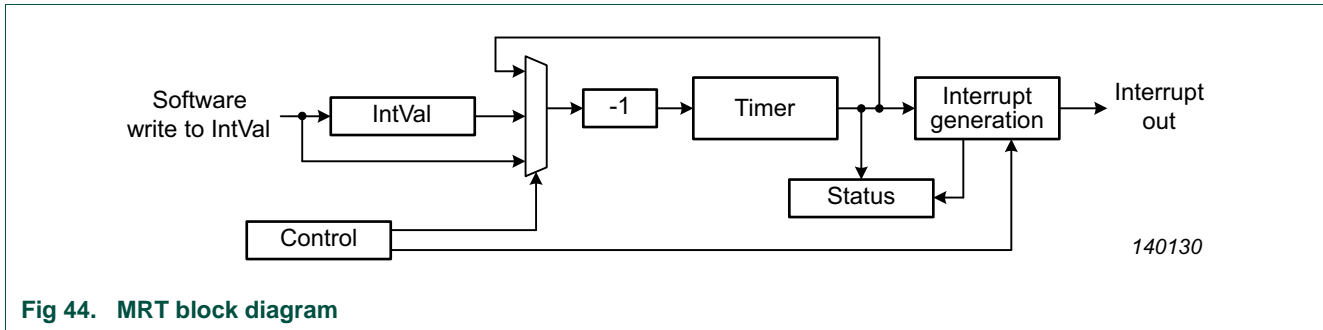 Software
write to IntVal
IntVal
-1
Timer
Interrupt
generation
Interrupt
out
Status
Control
140130
Fig 44. MRT block diagram